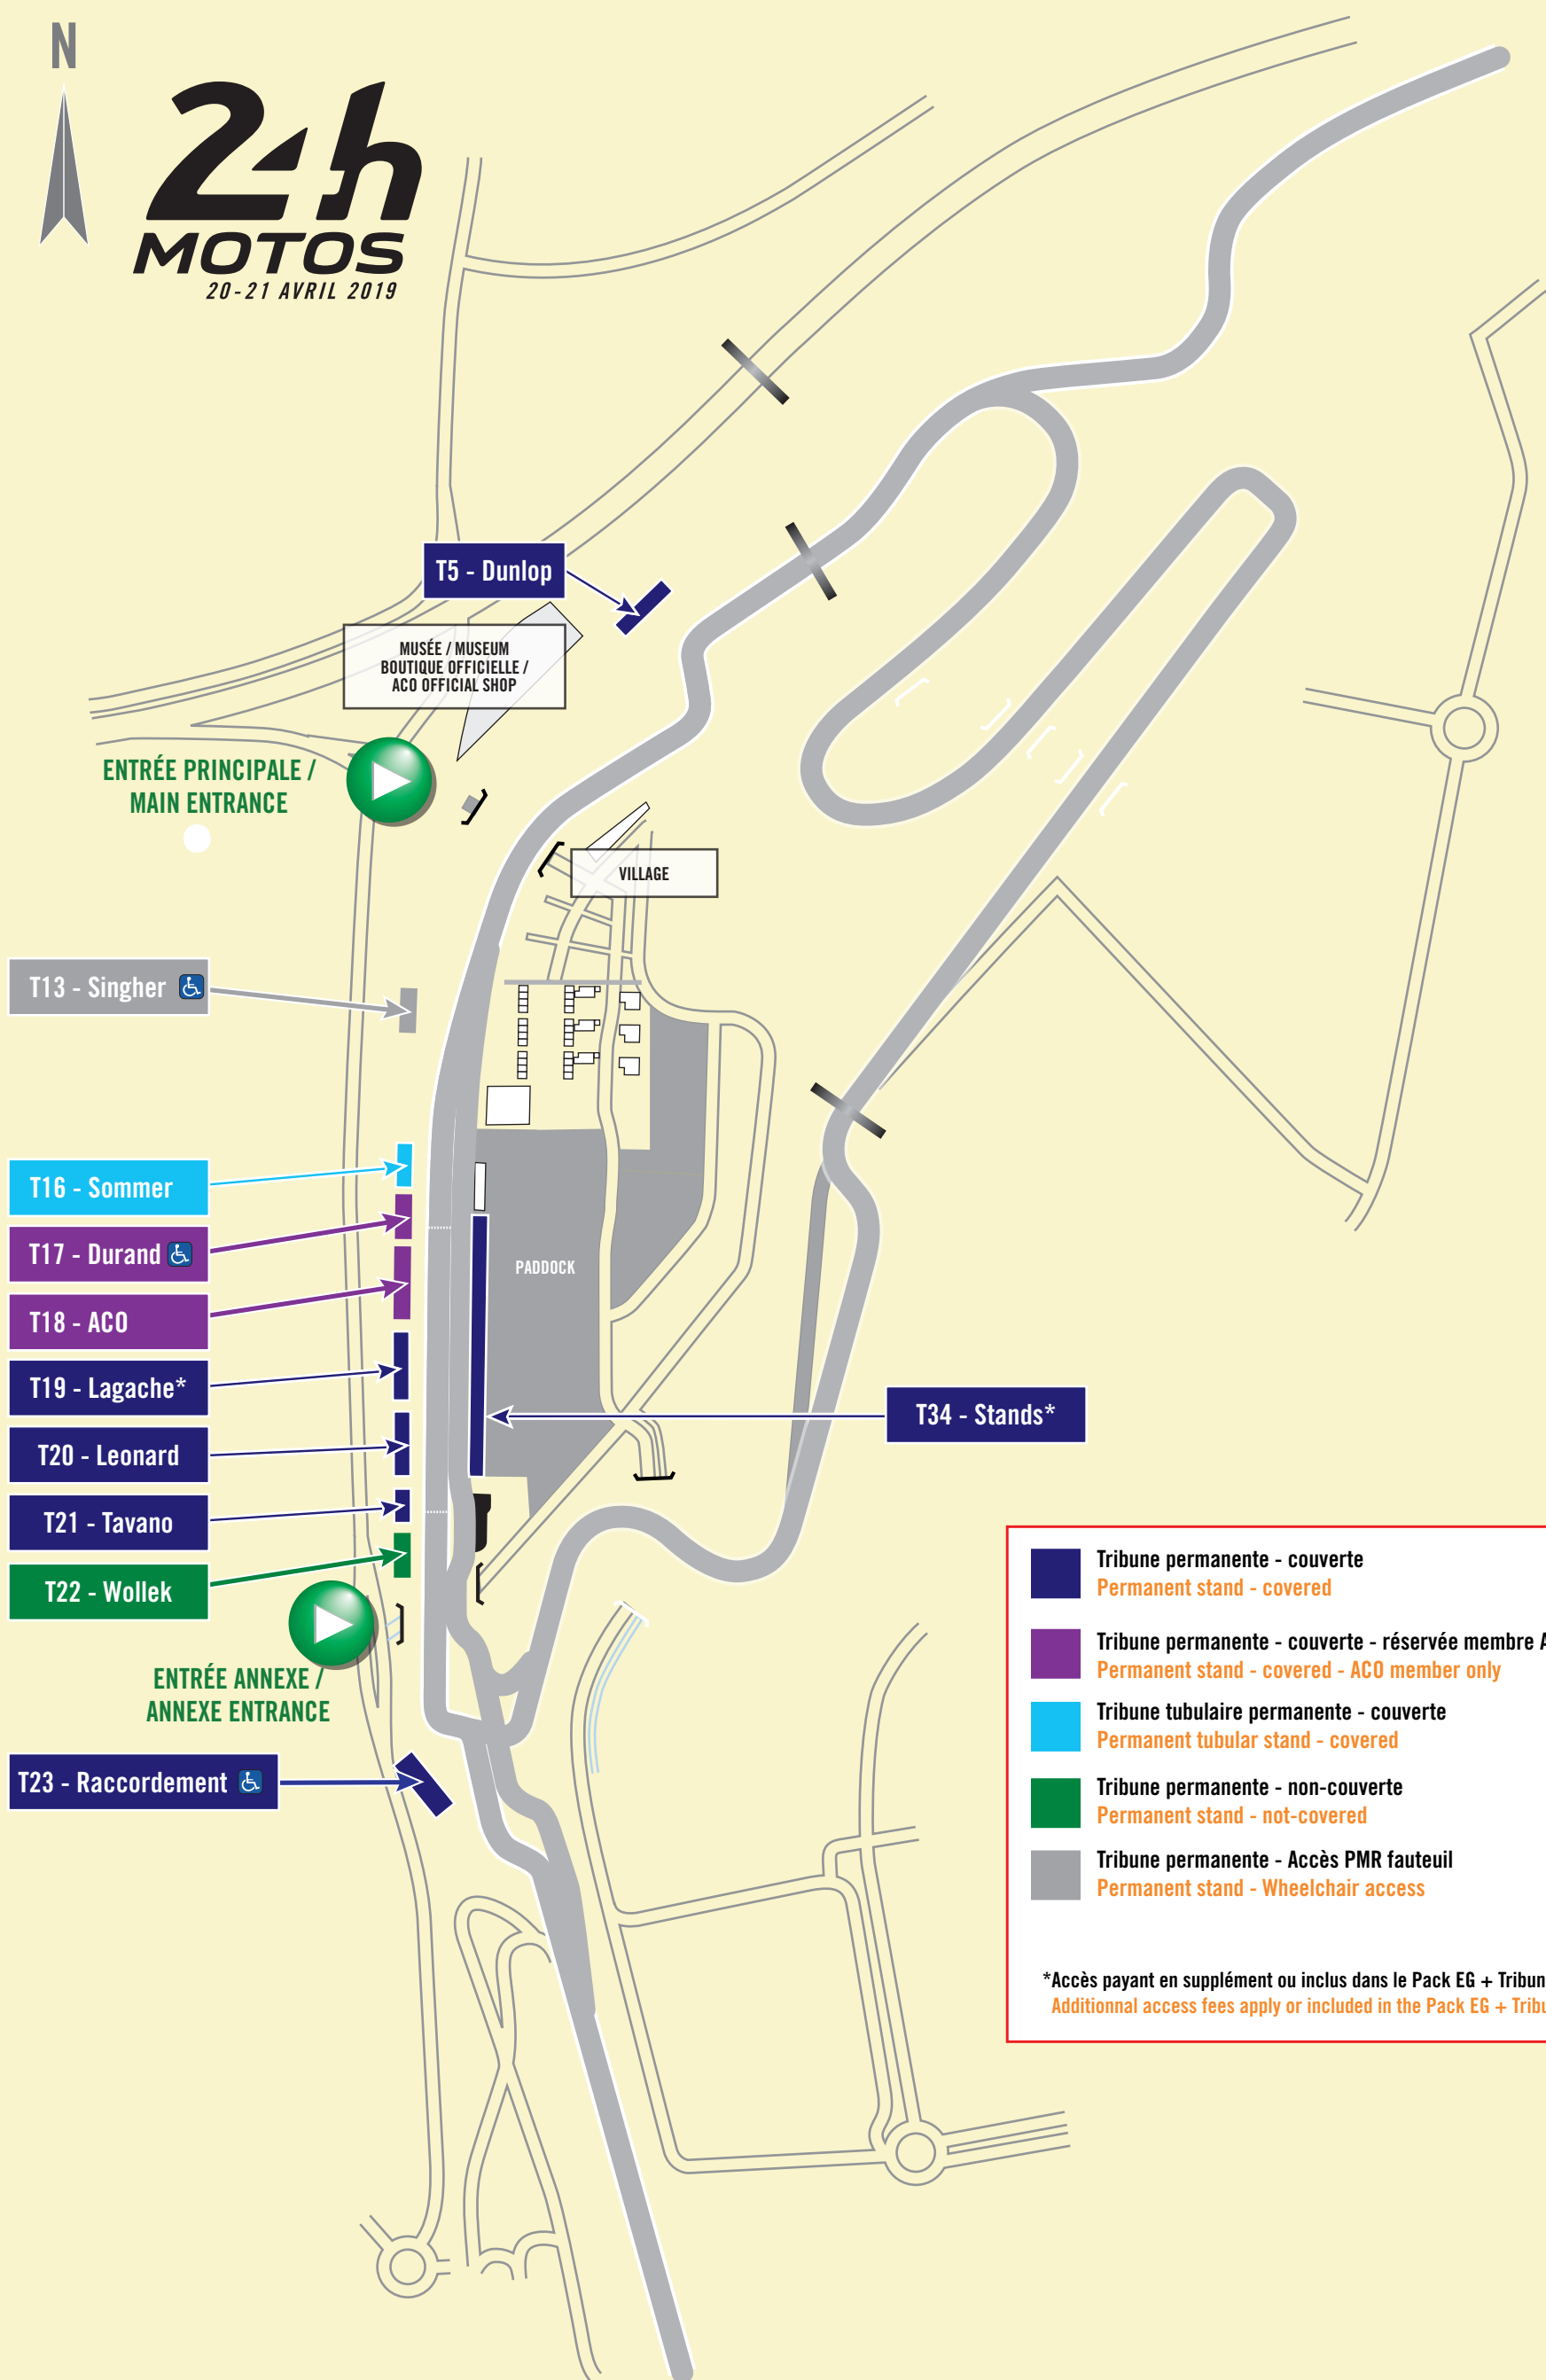 N
24h
MOTOS
20-21 AVRIL 2019
T5 - Dunlop
MUSÉE / MUSEUM
BOUTIQUE OFFICIELLE /
ACO OFFICIAL SHOP
ENTRÉE PRINCIPALE /
MAIN ENTRANCE
VILLAGE
T13 - Singher
T16 - Sommer
T17 - Durand
T18 - ACO
T19 - Lagache*
T20 - Leonard
T21 - Tavano
T22 - Wollek
PADDOCK
T34 - Stands*
ENTRÉE ANNEXE /
ANNEXE ENTRANCE
T23 - Raccordement
Tribune permanente - couverte
Permanent stand - covered
Tribune permanente - couverte - réservée membre
Permanent stand - covered - ACO member only
Tribune tubulaire permanente - couverte
Permanent tubular stand - covered
Tribune permanente - non-couverte
Permanent stand - not-covered
Tribune permanente - Accès PMR fauteuil
Permanent stand - Wheelchair access
*Accès payant en supplément ou inclus dans le Pack EG + Tribun
Additionnal access fees apply or included in the Pack EG + Tribu